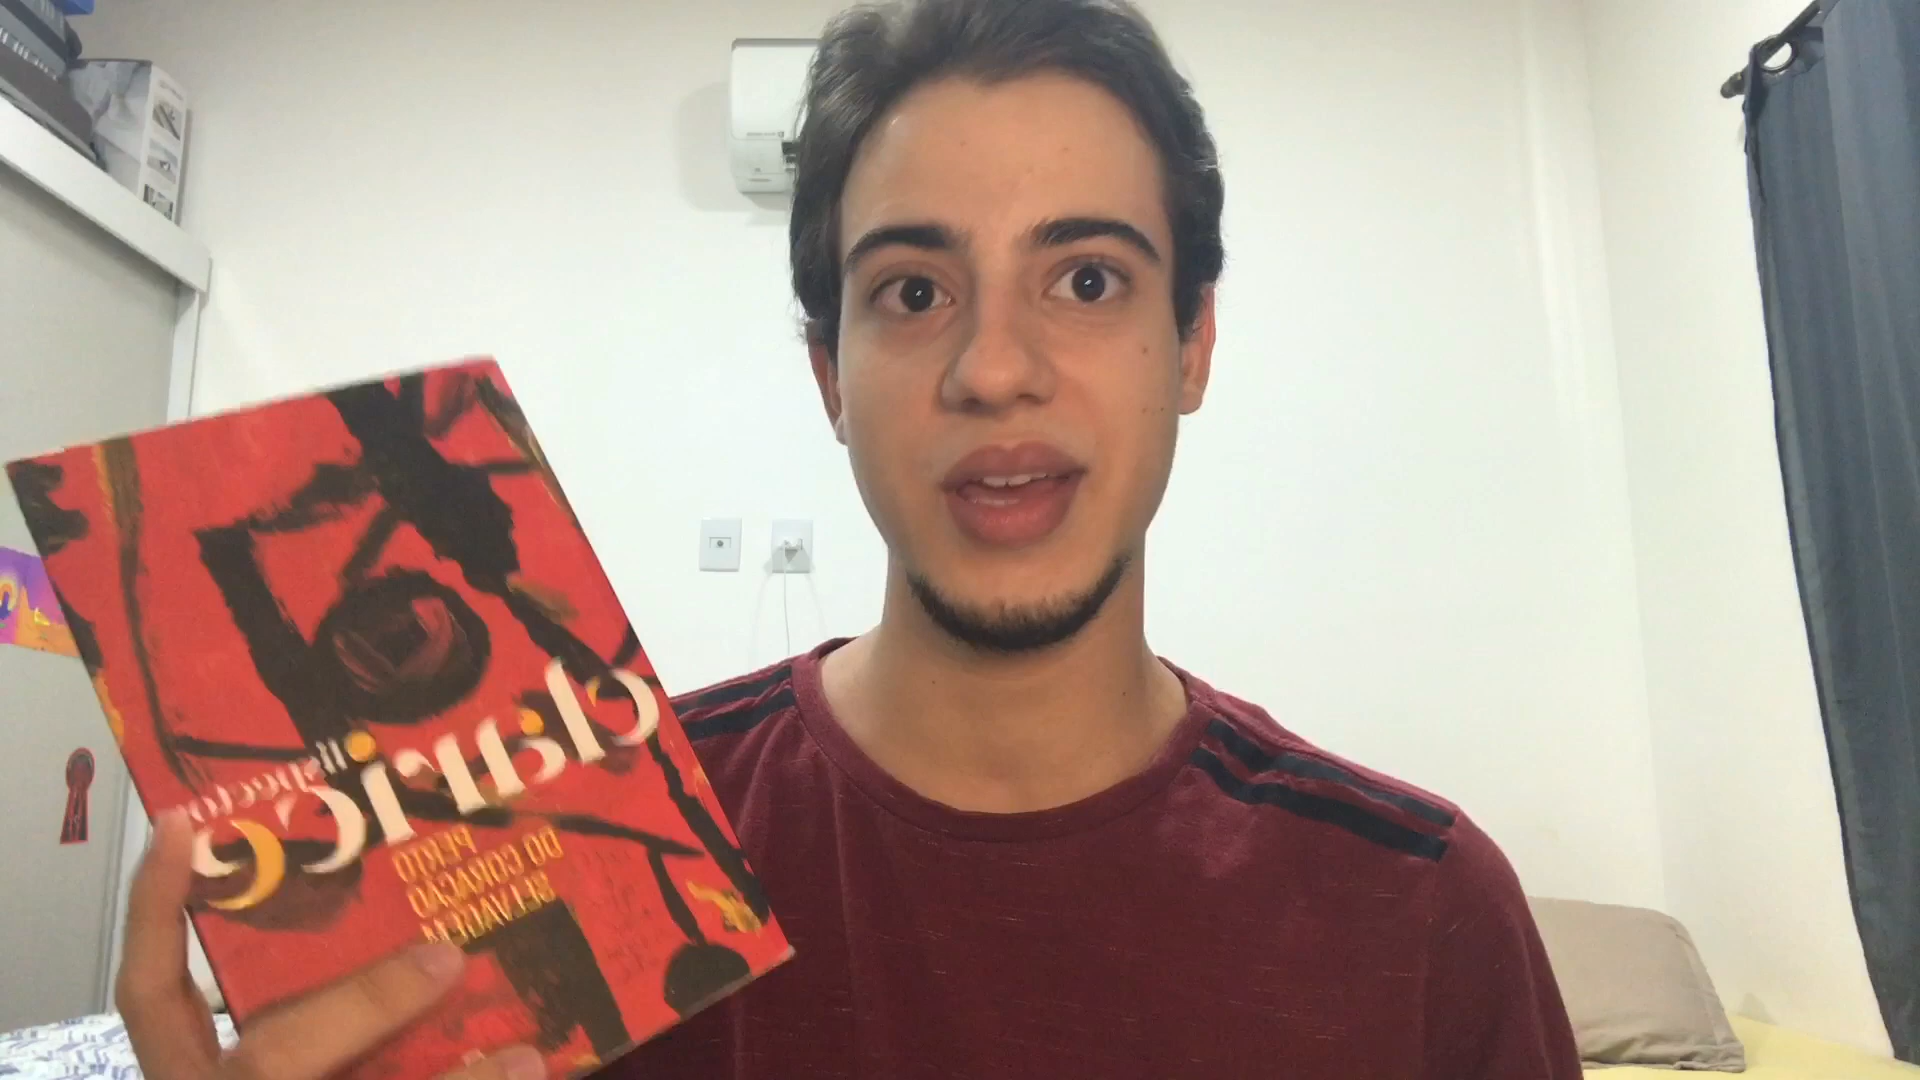 clarice
lispector
PERTO
DO CORAÇÃO
SELVAGEM